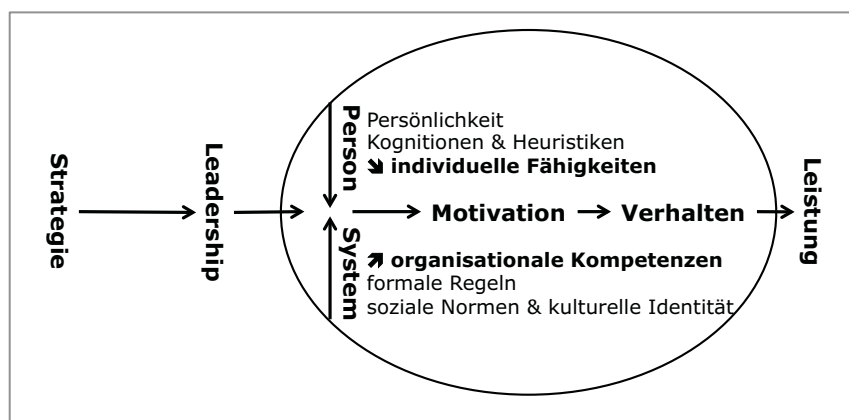 Strategie
Leadership
Person
Persönlichkeit
Kognitionen & Heuristiken
↘ individuelle Fähigkeiten
Motivation
Verhalten
System
↗ organisationale Kompetenzen
formale Regeln
soziale Normen & kulturelle Identität
Leistung